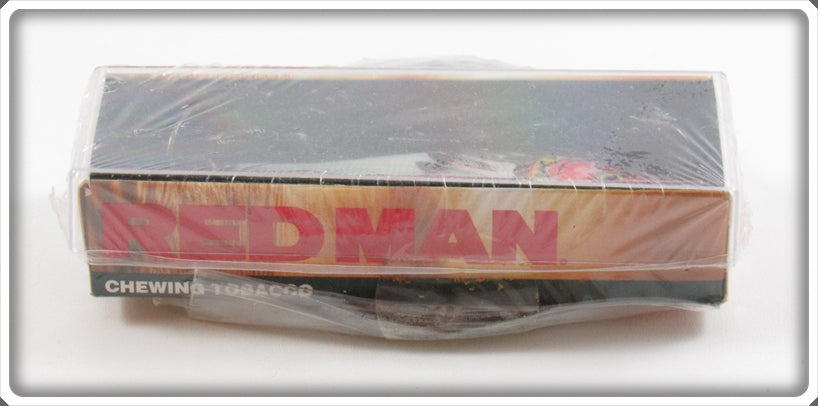 REDMAN.
CHEWING TOBACCO